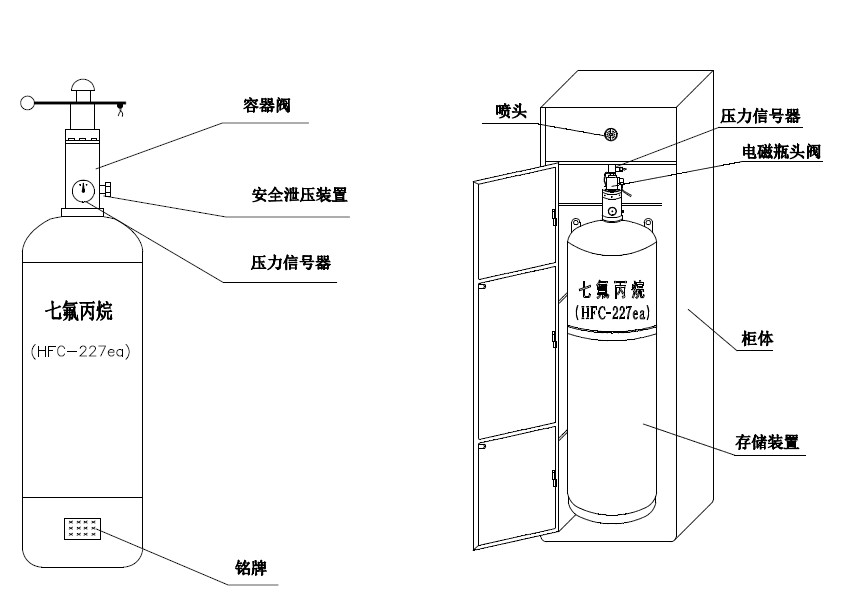 容器阀
安全泄压装置
压力信号器
七氟丙烷
(HFC-227ea)
铭牌
喷头
压力信号器
电磁瓶头阀
七氟丙烷
(HFC-227ea)
柜体
存储装置